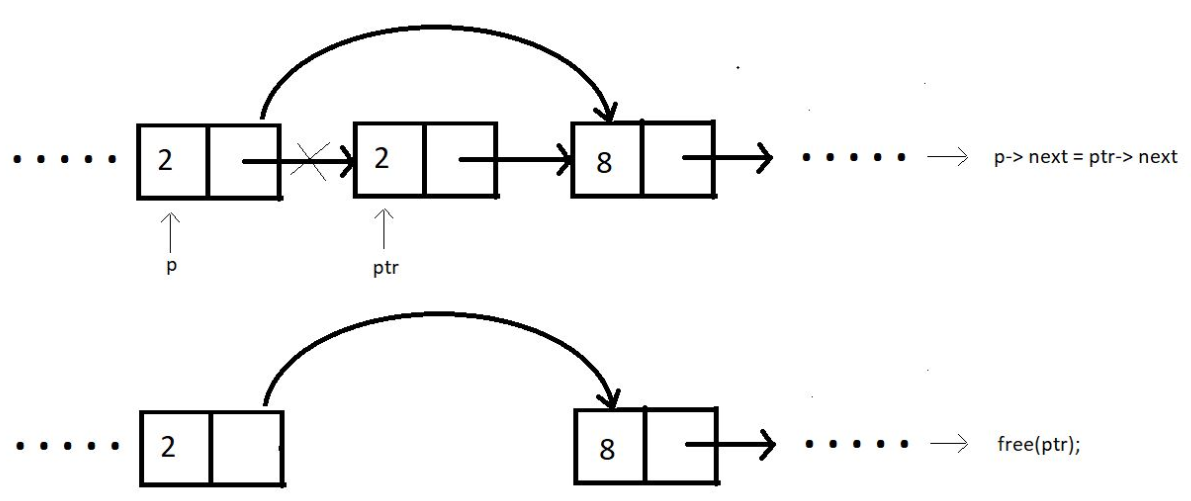 2 2 8 p-> next = ptr-> next
p ptr
2 8 free(ptr);